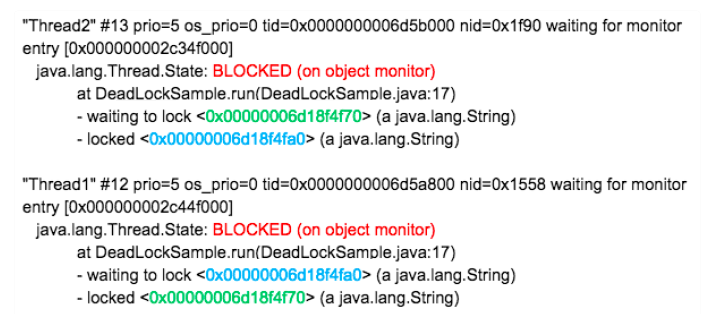 "Thread2" #13 prio=5 os_prio=0 tid=0x0000000006d5b000 nid=0x1f90 waiting for monitor
entry [0x000000002c34f000]
java.lang.Thread.State: BLOCKED (on object monitor)
at DeadLockSample.run(DeadLockSample.java:17)
- waiting to lock <0x00000006d18f4f70> (a java.lang.String)
- locked <0x00000006d18f4fa0> (a java.lang.String)
"Thread1" #12 prio=5 os_prio=0 tid=0x0000000006d5a800 nid=0x1558 waiting for monitor
entry [0x000000002c44f000]
java.lang.Thread.State: BLOCKED (on object monitor)
at DeadLockSample.run(DeadLockSample.java:17)
- waiting to lock <0x00000006d18f4fa0> (a java.lang.String)
- locked <0x00000006d18f4f70> (a java.lang.String)